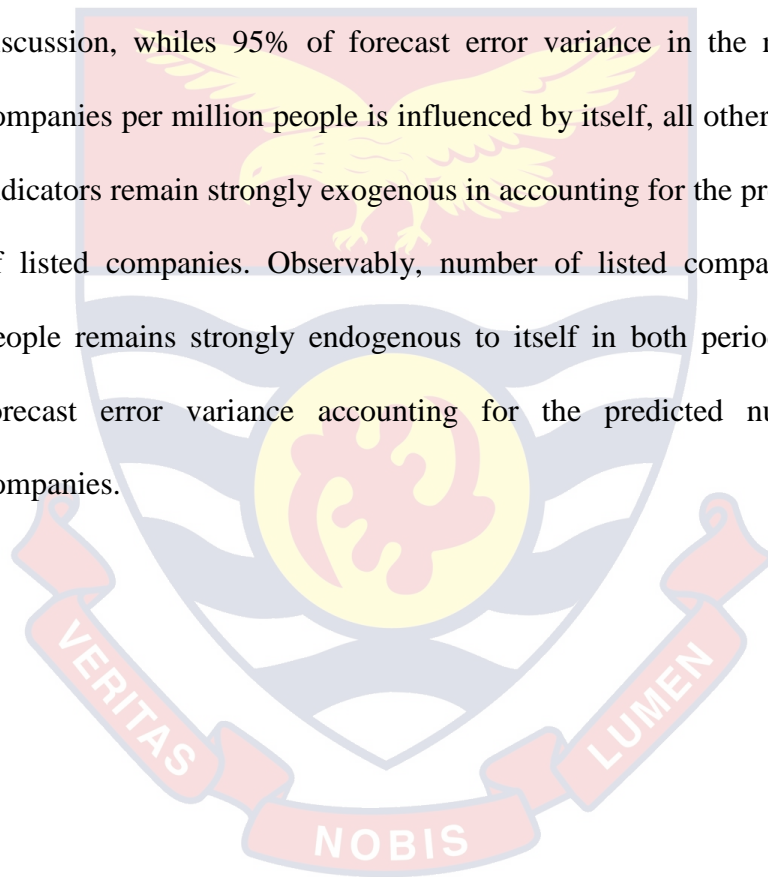 scussion, whiles 95% of forecast error variance in the
ompanies per million people is influenced by itself, all other
dicators remain strongly exogenous in accounting for the pr
f listed companies. Observably, number of listed compa
eople remains strongly endogenous to itself in both perio
orecast error variance accounting for the predicted nu
ompanies.
VERITAS
NOBIS
LUMEN